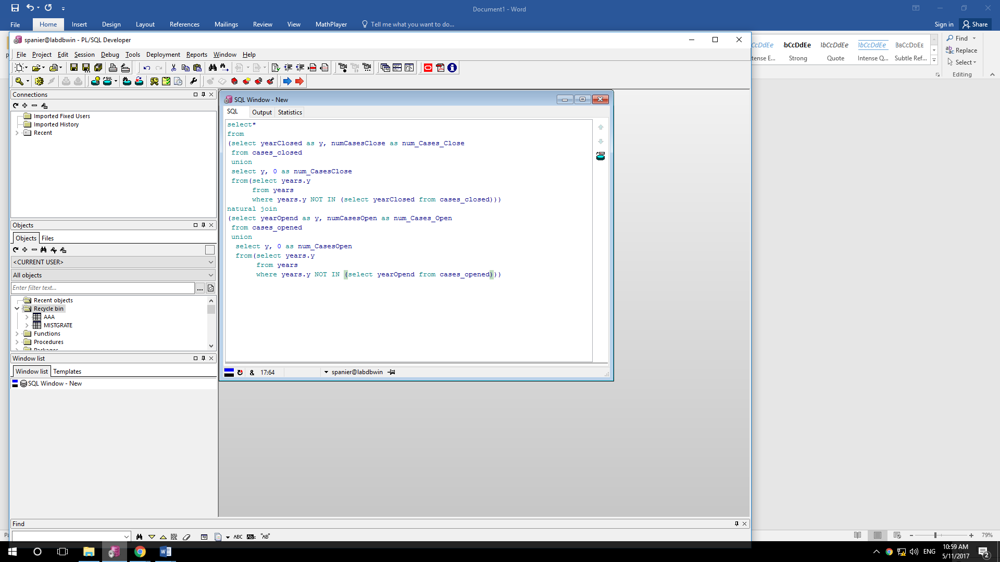 Document1 - Word
File Home Insert Design Layout References Mailings Review View MathPlayer Tell me what you want to do... Sign in Share
spanier@labdbwin - PL/SQL Developer
File Project Edit Session Debug Tools Deployment Reports Window Help
bCcDdEe bCcDdEe BbCcDdEe AaBbCcDdEe
tense E... Strong Quote Intense Q... Subtle Ref...
Find
Replace
Select
Editing
Connections
Imported Fixed Users
Imported History
Recent
Objects
Objects Files
<CURRENT USER>
All objects
Enter filter text...
Recent objects
Recycle bin
AAA
MISTGRATE
Functions
Procedures
Packages
Window list
Window list Templates
SQL Window - New
SQL Window - New
SQL Output Statistics
select*
from
(select yearClosed as y, numCasesClose as num_Cases_Close
from cases_closed
union
select y, 0 as num_CasesClose
from(select years.y
from years
where years.y NOT IN (select yearClosed from cases_closed)))
natural join
(select yearOpend as y, numCasesOpen as num_Cases_Open
from cases_opened
union
select y, 0 as num_CasesOpen
from(select years.y
from years
where years.y NOT IN (select yearOpend from cases_opened)))
& 17:64 spanier@labdbwin
Find
ABC AB "AB"
79%
ENG
10:59 AM
5/11/2017
2